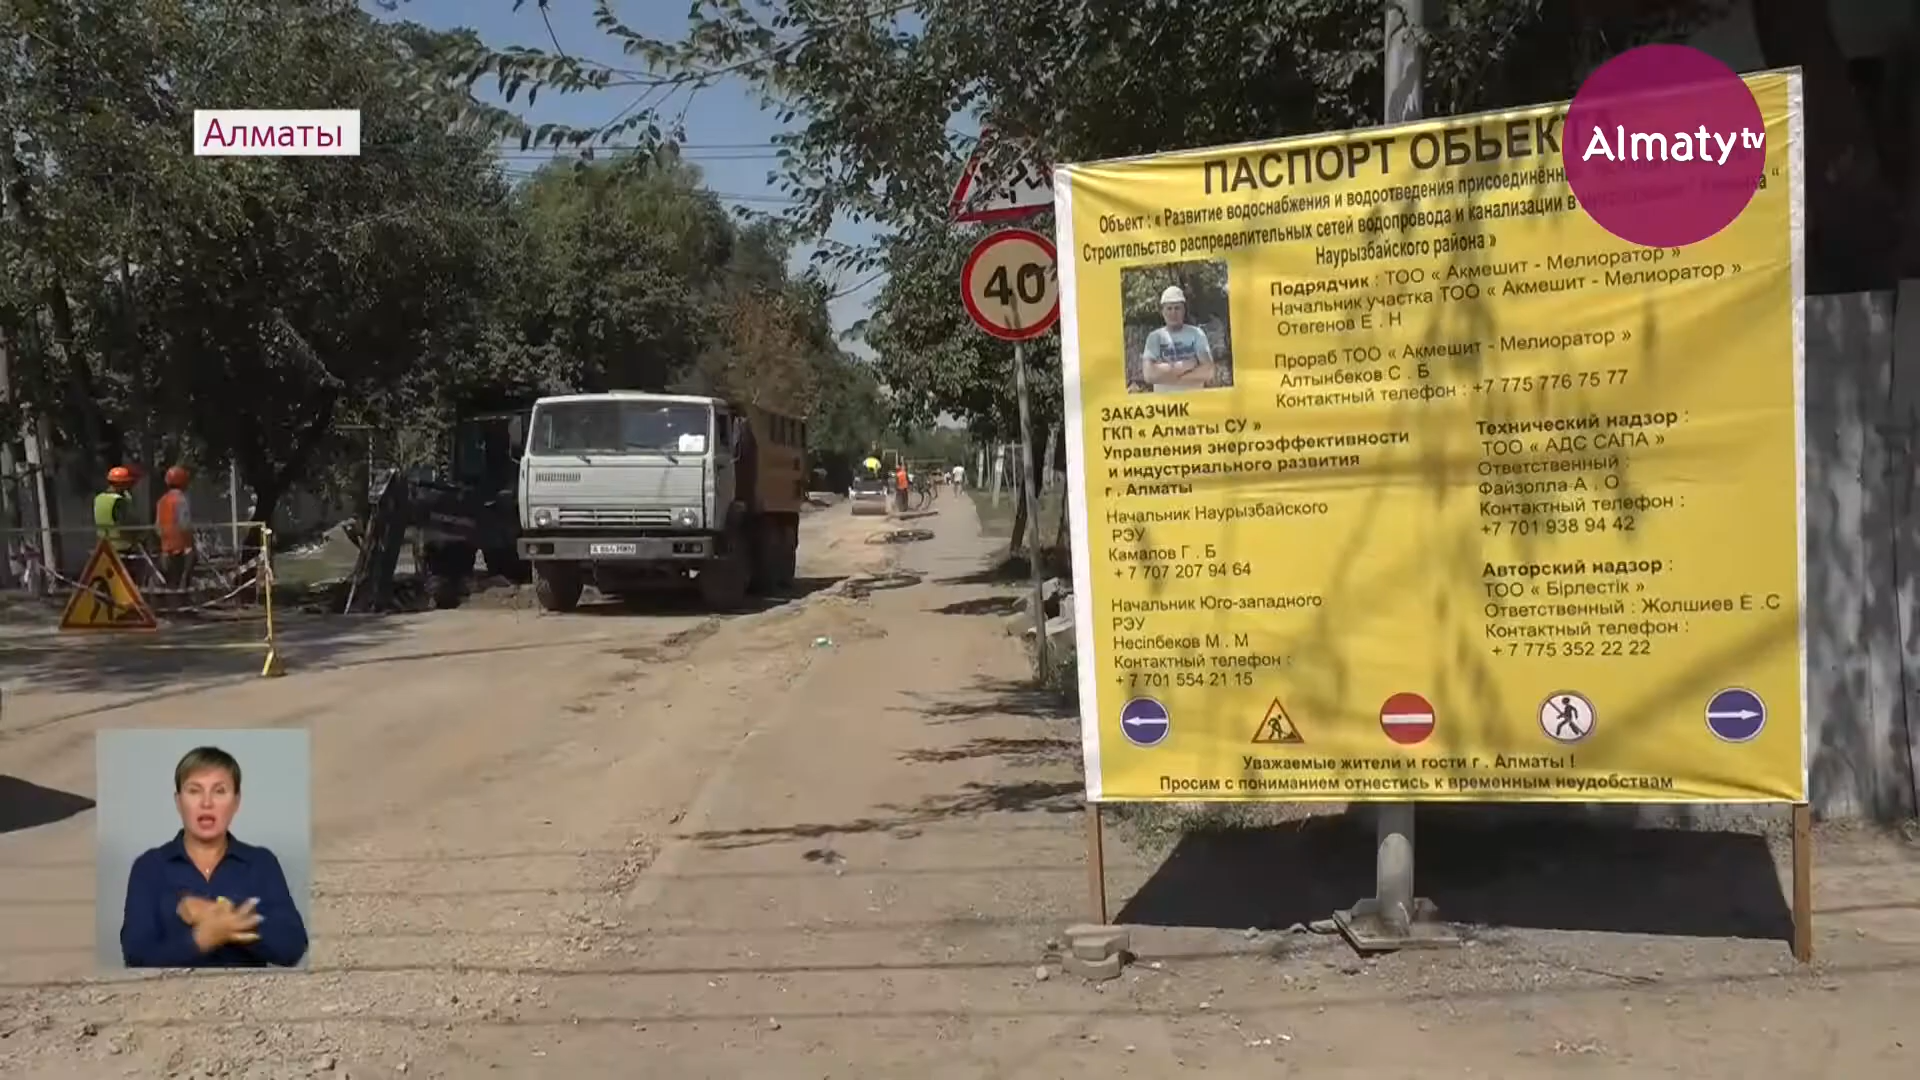 Алматы
Almaty tv
ПАСПОРТ ОБЬЕКТ
Объект : « Развитие водоснабжения и водоотведения присоединённ
Строительство распределительных сетей водопровода и канализации в
Наурызбайского района »
40
Подрядчик : ТОО « Акмешит - Мелиоратор »
Начальник участка ТОО « Акмешит - Мелиоратор »
Отегенов Е . Н
Прораб ТОО « Акмешит - Мелиоратор »
Алтынбеков С . Б
Контактный телефон : +7 775 776 75 77
ЗАКАЗЧИК
ГКП « Алматы СУ »
Управления энергоэффективности
и индустриального развития
г . Алматы
Начальник Наурызбайского
РЭУ
Камалов Г . Б
+ 7 707 207 94 64
Начальник Юго-западного
РЭУ
Несіпбеков М . М
Контактный телефон :
+ 7 701 554 21 15
Технический надзор :
ТОО « АДС САПА »
Ответственный :
Файзолла А . О
Контактный телефон :
+7 701 938 94 42
Авторский надзор :
ТОО « Бірлестік »
Ответственный : Жолшиев Е .С
Контактный телефон :
+ 7 775 352 22 22
Уважаемые жители и гости г . Алматы !
Просим с пониманием отнестись к временным неудобствам